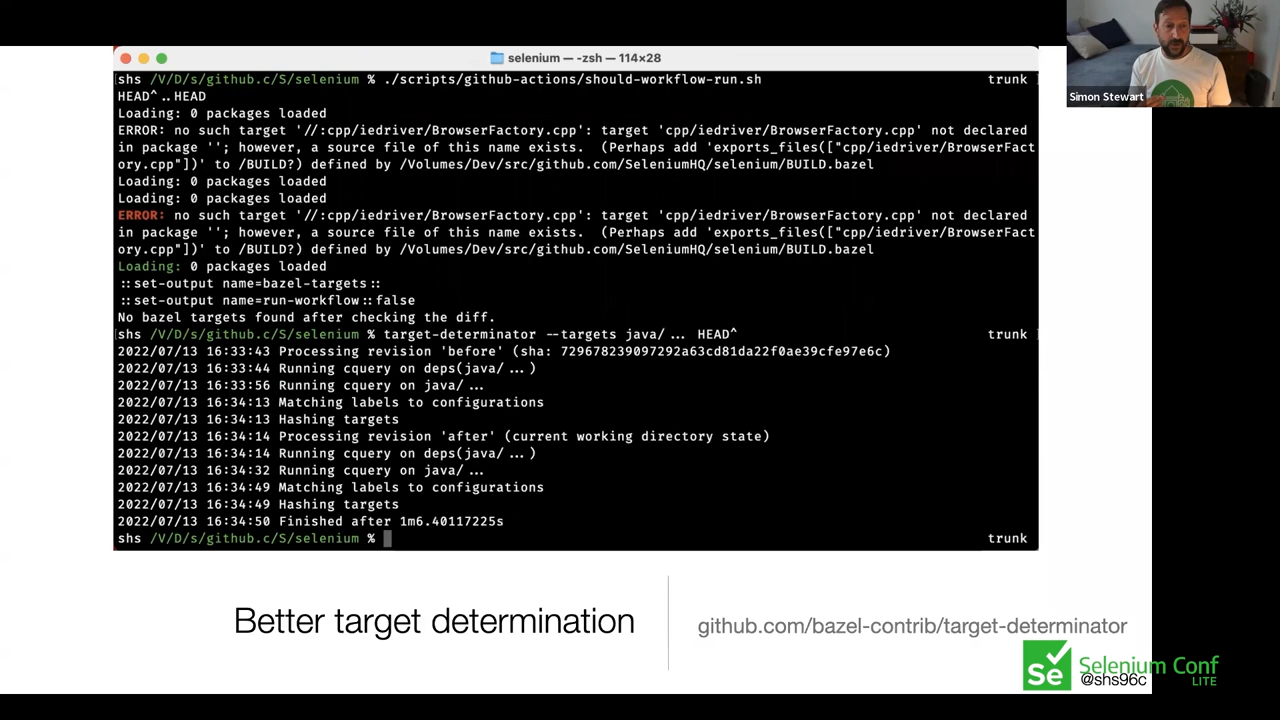 selenium — -zsh — 114×28
shs /V/D/s/github.c/S/selenium % ./scripts/github-actions/should-workflow-run.sh trunk
HEAD^..HEAD
Loading: 0 packages loaded
ERROR: no such target '//:cpp/iedriver/BrowserFactory.cpp': target 'cpp/iedriver/BrowserFactory.cpp' not declared
in package ''; however, a source file of this name exists.  (Perhaps add 'exports_files(["cpp/iedriver/BrowserFact
ory.cpp"])' to /BUILD?) defined by /Volumes/Dev/src/github.com/SeleniumHQ/selenium/BUILD.bazel
Loading: 0 packages loaded
Loading: 0 packages loaded
ERROR: no such target '//:cpp/iedriver/BrowserFactory.cpp': target 'cpp/iedriver/BrowserFactory.cpp' not declared
in package ''; however, a source file of this name exists.  (Perhaps add 'exports_files(["cpp/iedriver/BrowserFact
ory.cpp"])' to /BUILD?) defined by /Volumes/Dev/src/github.com/SeleniumHQ/selenium/BUILD.bazel
Loading: 0 packages loaded
::set-output name=bazel-targets::
::set-output name=run-workflow::false
No bazel targets found after checking the diff.
shs /V/D/s/github.c/S/selenium % target-determinator --targets java/... HEAD^ trunk
2022/07/13 16:33:43 Processing revision 'before' (sha: 729678239097292a63cd81da22f0ae39cfe97e6c)
2022/07/13 16:33:44 Running cquery on deps(java/...)
2022/07/13 16:33:56 Running cquery on java/...
2022/07/13 16:34:13 Matching labels to configurations
2022/07/13 16:34:13 Hashing targets
2022/07/13 16:34:14 Processing revision 'after' (current working directory state)
2022/07/13 16:34:14 Running cquery on deps(java/...)
2022/07/13 16:34:32 Running cquery on java/...
2022/07/13 16:34:49 Matching labels to configurations
2022/07/13 16:34:49 Hashing targets
2022/07/13 16:34:50 Finished after 1m6.40117225s
shs /V/D/s/github.c/S/selenium % trunk
Simon Stewart
Better target determination
github.com/bazel-contrib/target-determinator
Se
Selenium Conf
LITE
@shs96c